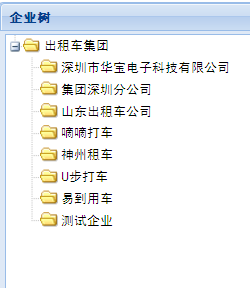 企业树
出租车集团
深圳市华宝电子科技有限公司
集团深圳分公司
山东出租车公司
嘀嘀打车
神州租车
U步打车
易到用车
测试企业